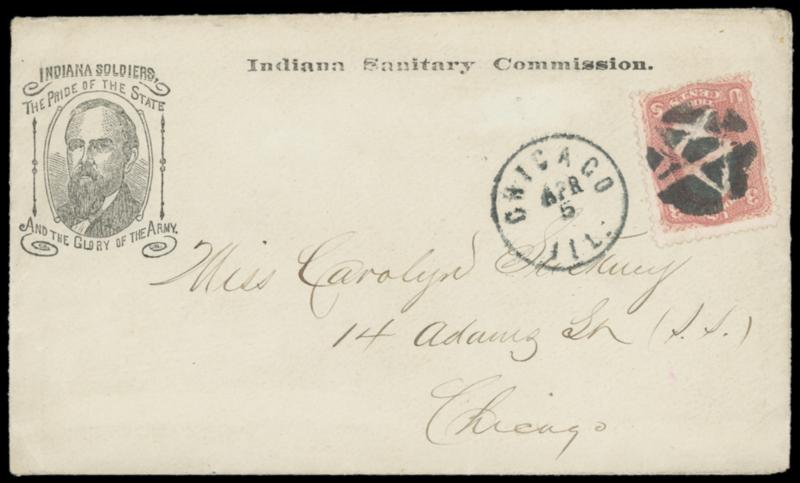 INDIANA SOLDIERS,
THE PRIDE OF THE STATE
AND THE GLORY OF THE ARMY.
Indiana Sanitary Commission.
CHICAGO
APR
5
ILL.
Miss Carolyn
14 Adams St. (S.S.)
Chicago